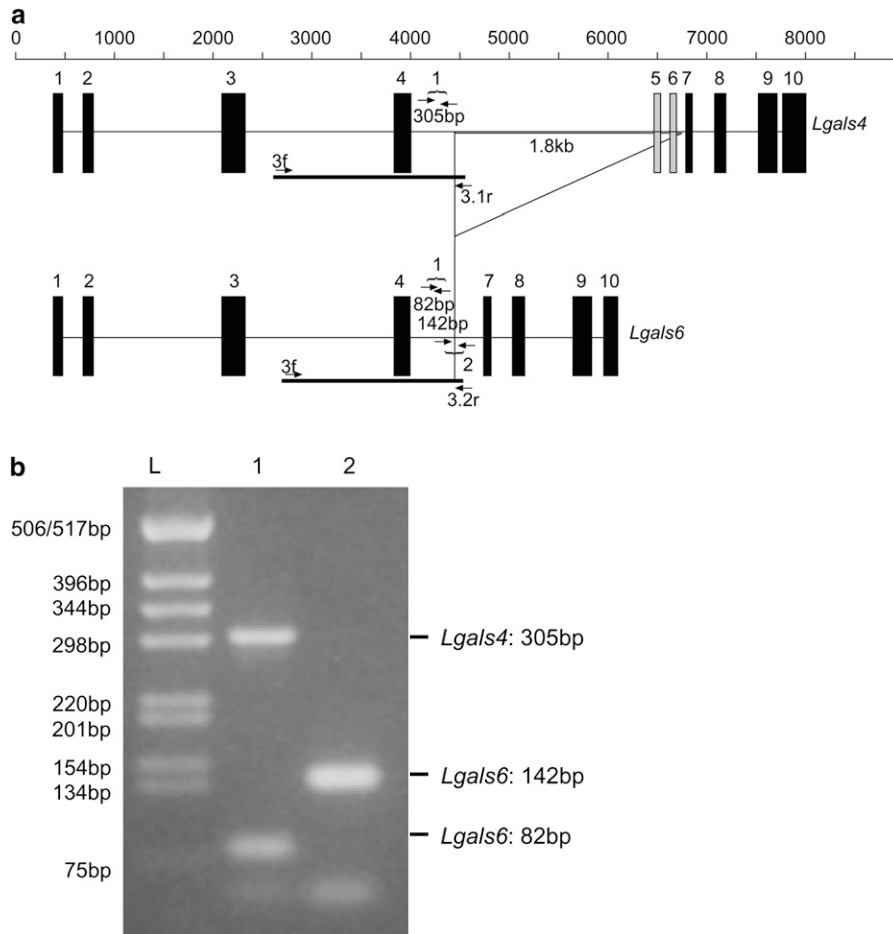 a
0 1000 2000 3000 4000 5000 6000 7000 8000
1 2 3 4 1 5 6 7 8 9 10
305bp
Lgals4
1.8kb
3f
3.1r
1
1 2 3 4 7 8 9 10
82bp
142bp
Lgals6
3f
2
3.2r
b
L 1 2
506/517bp
396bp
344bp
298bp
Lgals4: 305bp
220bp
201bp
154bp
Lgals6: 142bp
134bp
Lgals6: 82bp
75bp